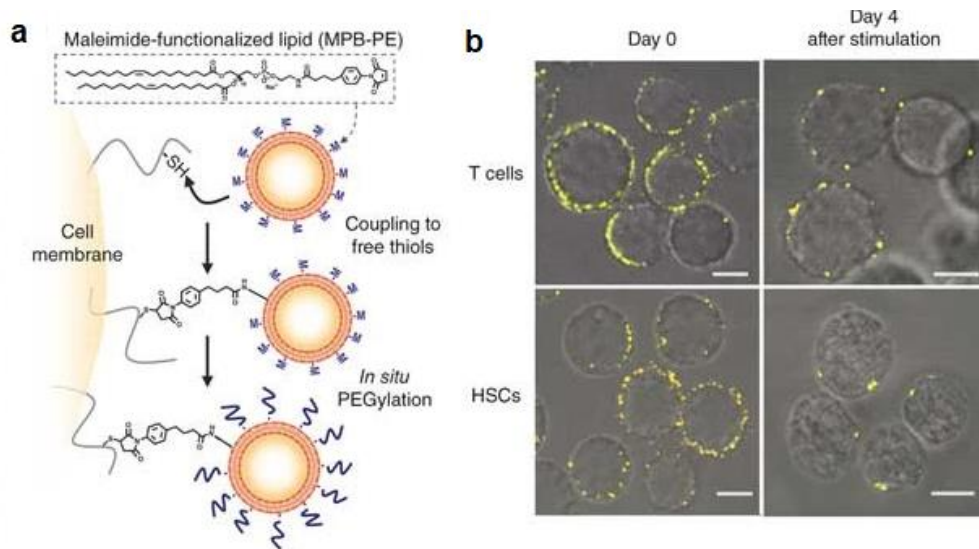 a
Maleimide-functionalized lipid (MPB-PE)
SH
M
M
M
M
M
M
M
M
M
M
M
Cell
membrane
Coupling to
free thiols
M
M
M
M
M
M
M
M
M
M
In situ
PEGylation
b
Day 0
Day 4
after stimulation
T cells
HSCs